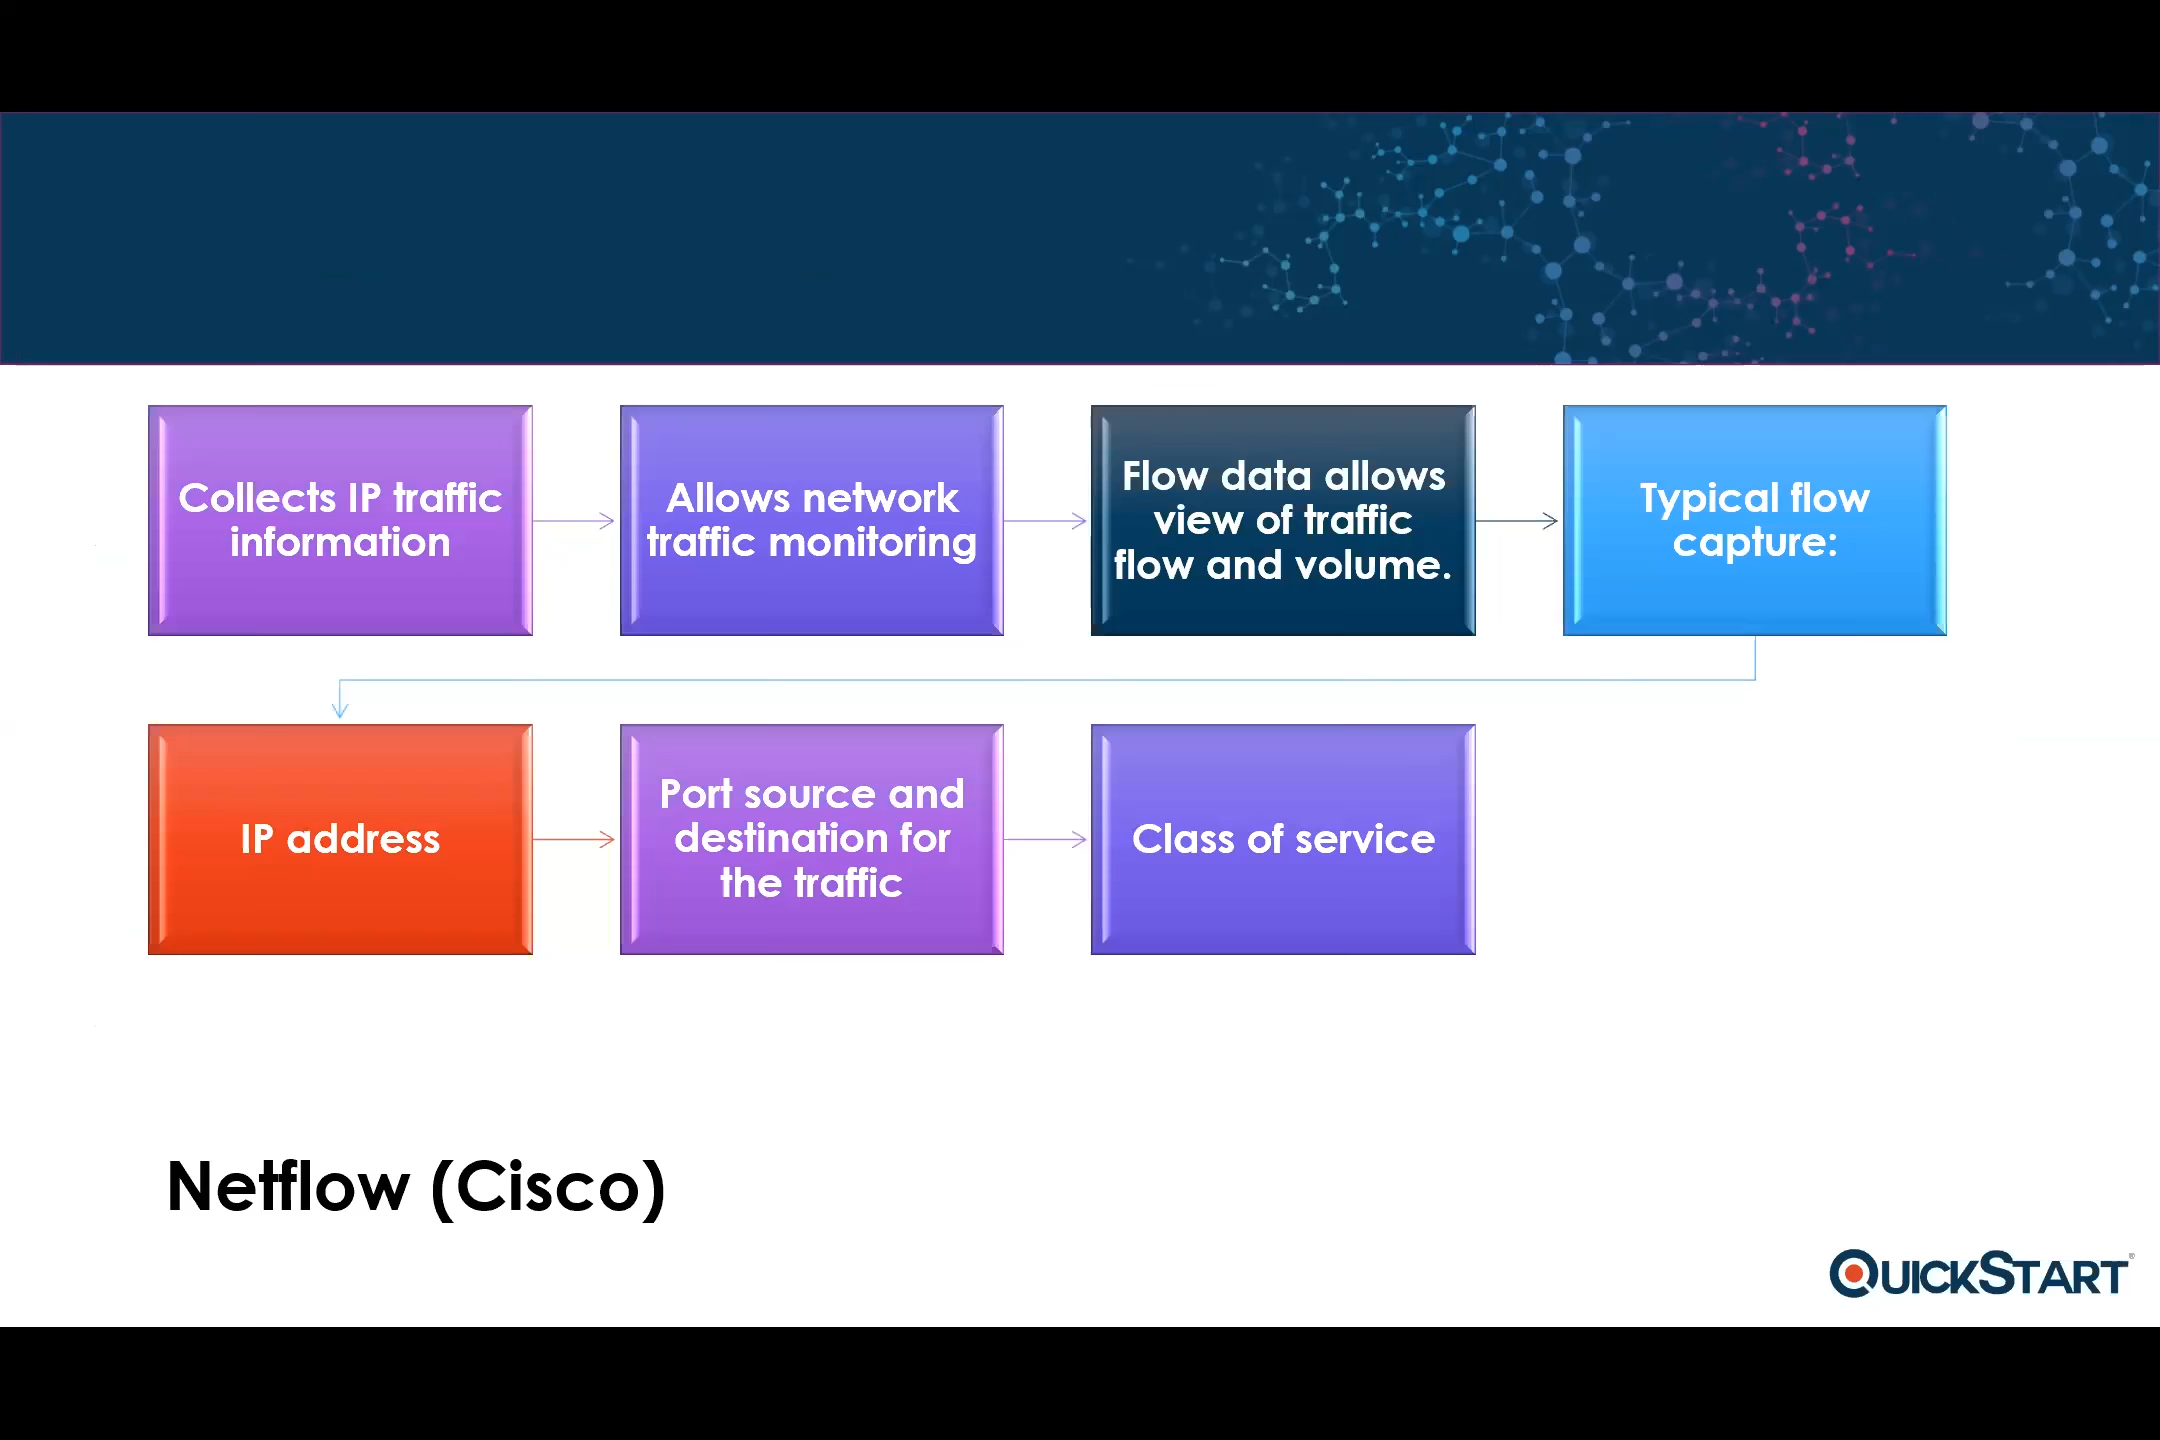 Collects IP traffic
information
Allows network
traffic monitoring
Flow data allows
view of traffic
flow and volume.
Typical flow
capture:
IP address
Port source and
destination for
the traffic
Class of service
Netflow (Cisco)
QUICKSTART®